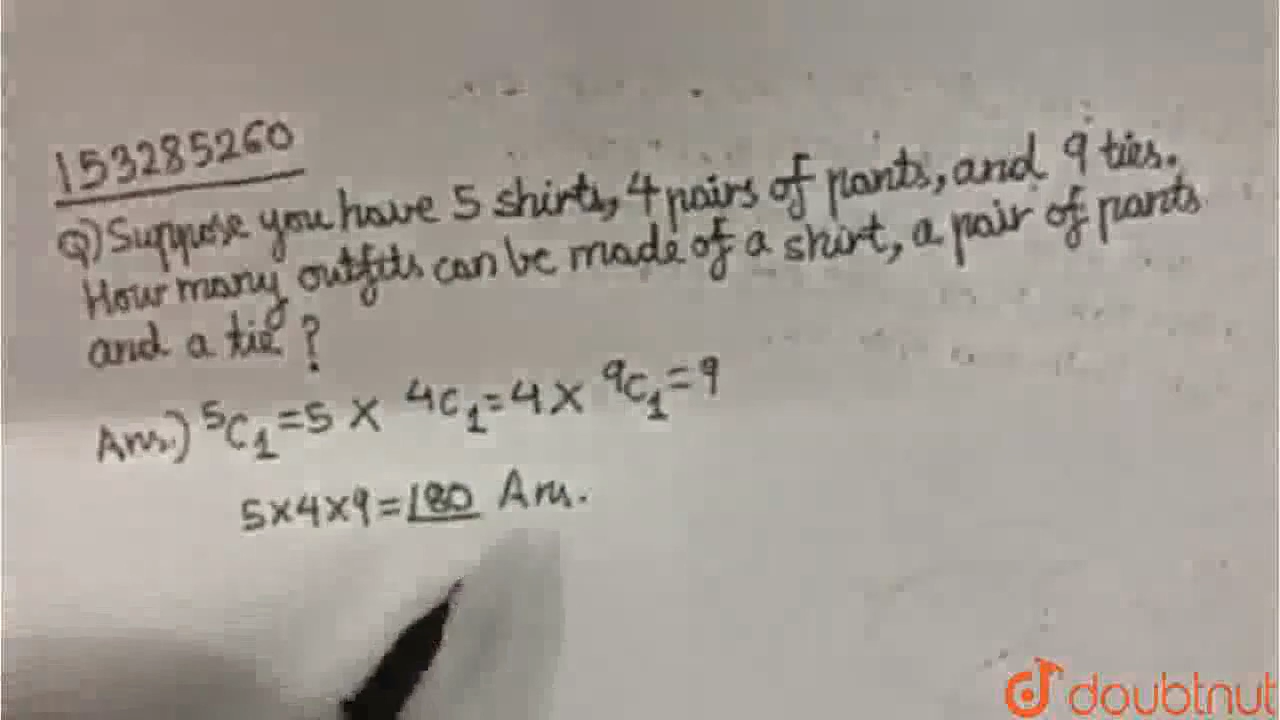 153285260
Q) Suppose you have 5 shirts, 4 pairs of pants, and 9 ties.
How many outfits can be made of a shirt, a pair of pants
and a tie?
Ans.) ⁵C₁=5 × ⁴C₁=4 × ⁹C₁=9
5×4×9=180 Ans.
doubtnut